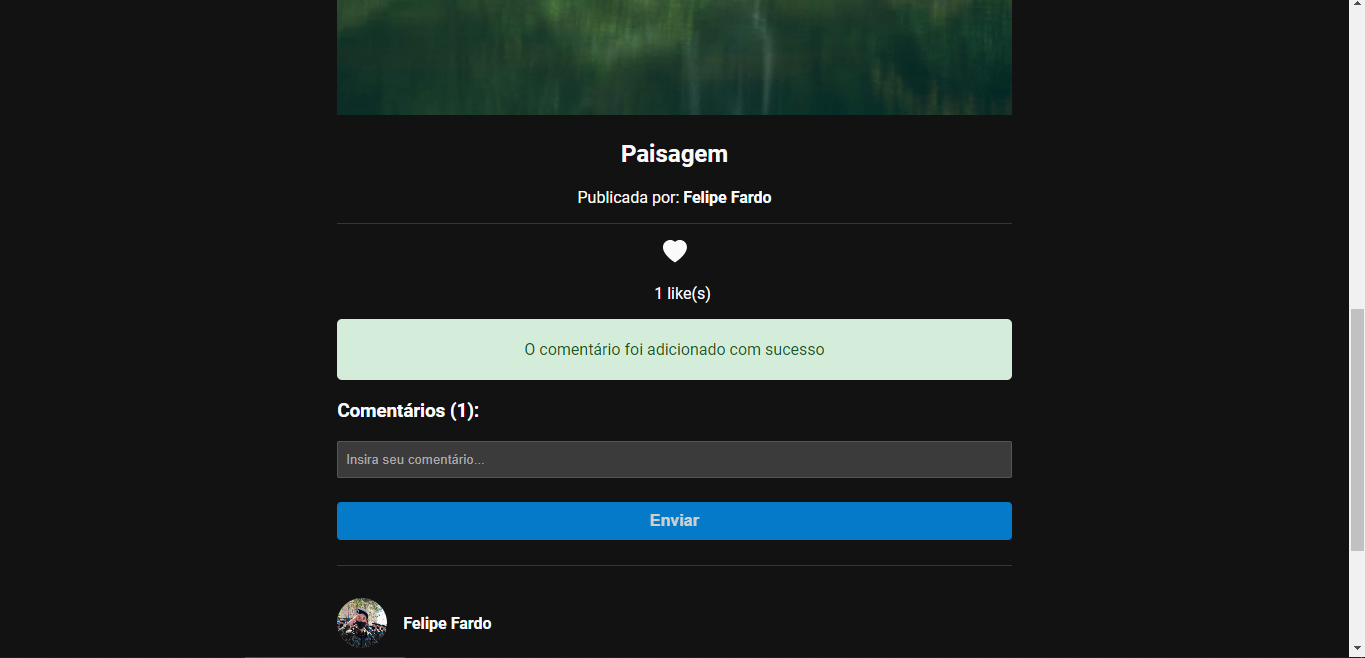 Paisagem
Publicada por: Felipe Fardo
1 like(s)
O comentário foi adicionado com sucesso
Comentários (1):
Insira seu comentário...
Enviar
Felipe Fardo